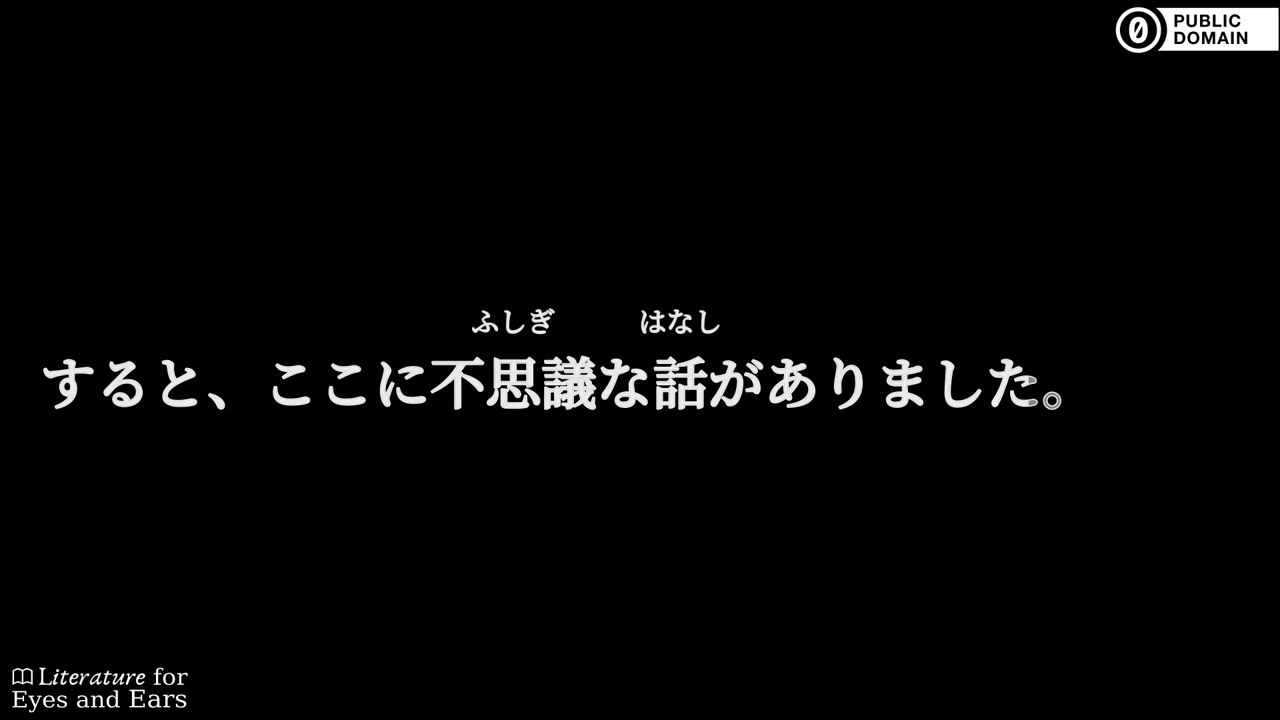 PUBLIC
DOMAIN
ふしぎ はなし
すると、ここに不思議な話がありました。
Literature for
Eyes and Ears